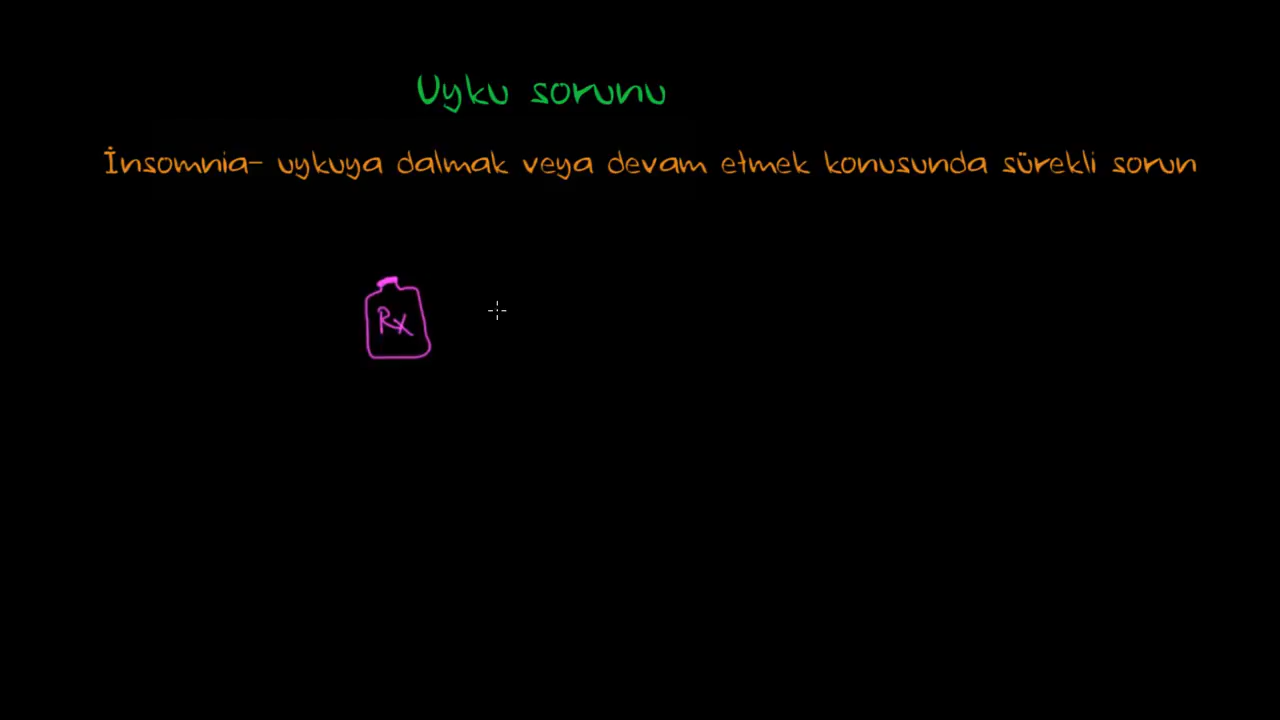 Uyku sorunu
İnsomnia- uykuya dalmak veya devam etmek konusunda sürekli sorun
Rx